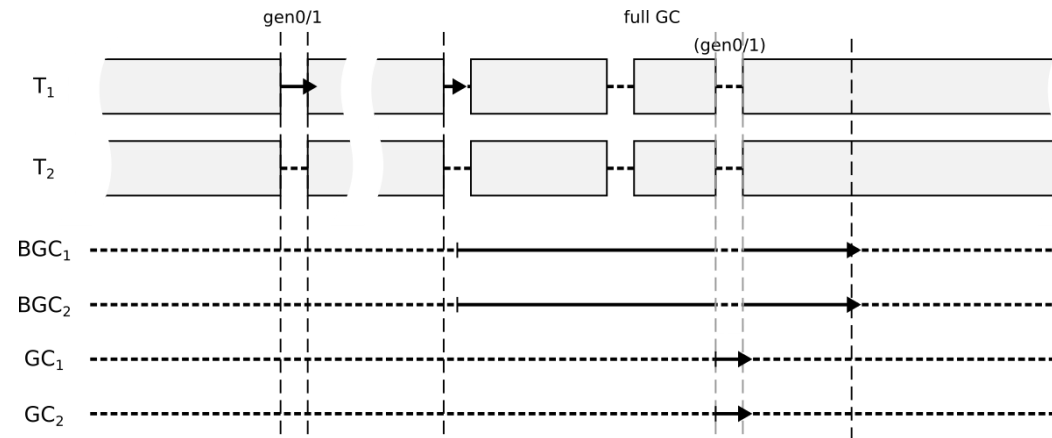 gen0/1
full GC
(gen0/1)
T1
T2
BGC1
BGC2
GC1
GC2